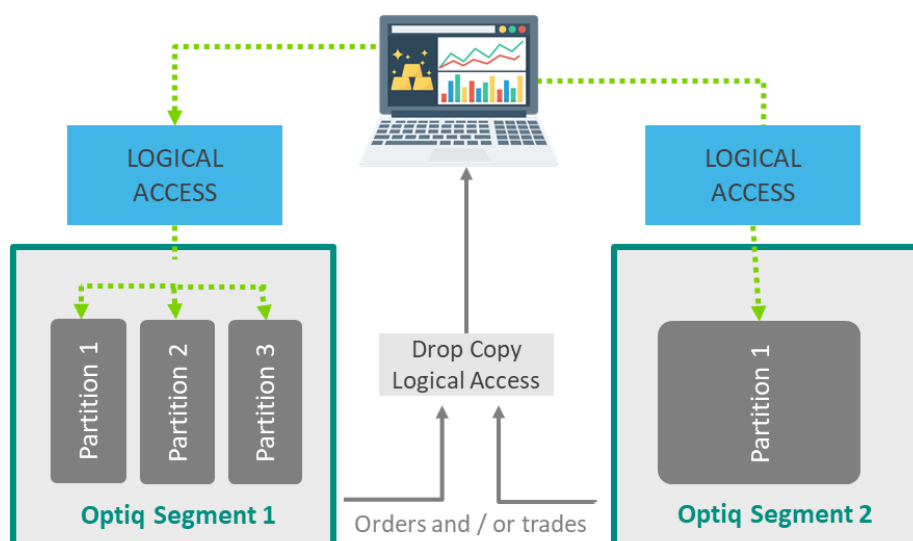 LOGICAL
ACCESS
LOGICAL
ACCESS
Partition 1
Partition 2
Partition 3
Optiq Segment 1
Drop Copy
Logical Access
Orders and / or trades
Partition 1
Optiq Segment 2